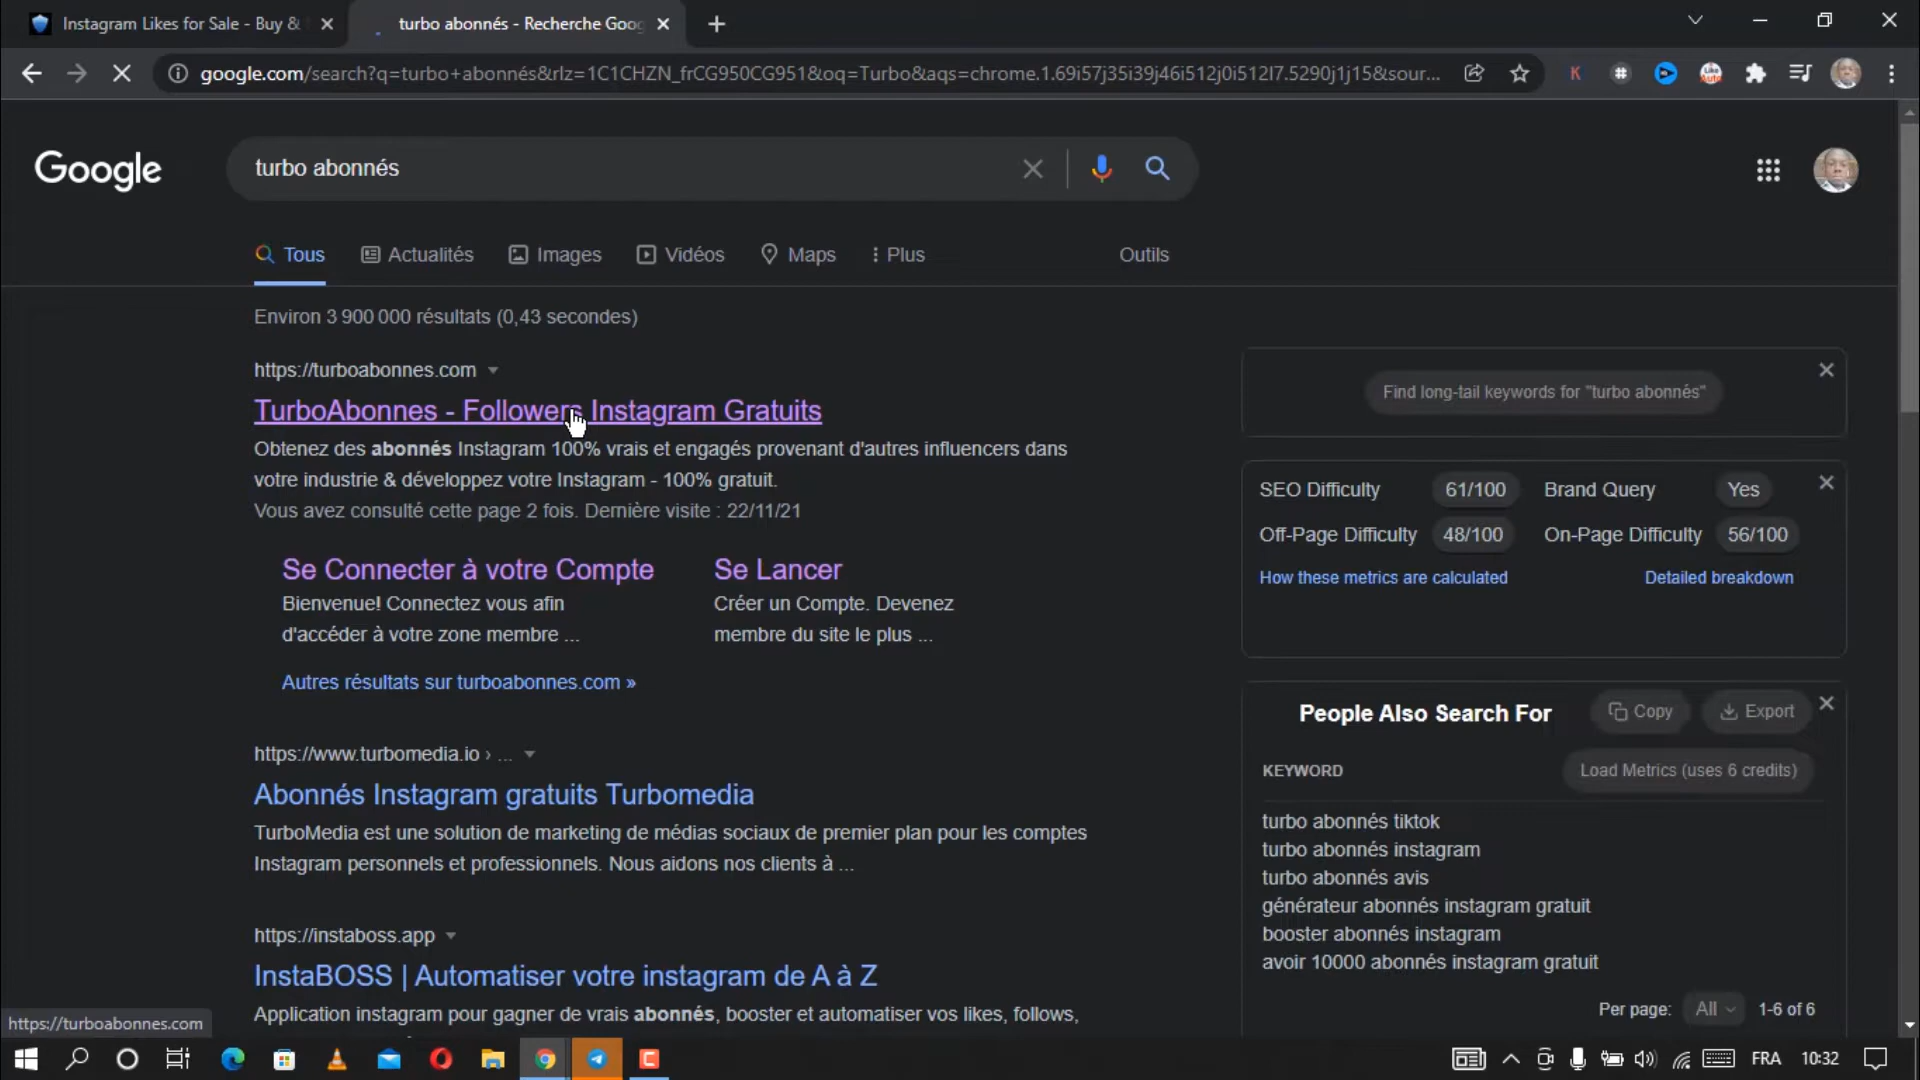 Instagram Likes for Sale - Buy &
turbo abonnés - Recherche Goog
google.com/search?q=turbo+abonnés&rlz=1C1CHZN_frCG950CG951&oq=Turbo&aqs=chrome.1.69i57j35i39j46i512j0i512l7.5290j1j15&sour...
K
#
Like
Auto
Google
turbo abonnés
Tous
Actualités
Images
Vidéos
Maps
Plus
Outils
Environ 3 900 000 résultats (0,43 secondes)
https://turboabonnes.com
TurboAbonnes - Followers Instagram Gratuits
Obtenez des abonnés Instagram 100% vrais et engagés provenant d'autres influencers dans
votre industrie & développez votre Instagram - 100% gratuit.
Vous avez consulté cette page 2 fois. Dernière visite : 22/11/21
Se Connecter à votre Compte
Bienvenue! Connectez vous afin
d'accéder à votre zone membre ...
Se Lancer
Créer un Compte. Devenez
membre du site le plus ...
Autres résultats sur turboabonnes.com »
https://www.turbomedia.io › ...
Abonnés Instagram gratuits Turbomedia
TurboMedia est une solution de marketing de médias sociaux de premier plan pour les comptes
Instagram personnels et professionnels. Nous aidons nos clients à ...
https://instaboss.app
InstaBOSS | Automatiser votre instagram de A à Z
Application instagram pour gagner de vrais abonnés, booster et automatiser vos likes, follows,
Find long-tail keywords for "turbo abonnés"
SEO Difficulty 61/100 Brand Query Yes
Off-Page Difficulty 48/100 On-Page Difficulty 56/100
How these metrics are calculated Detailed breakdown
People Also Search For
Copy
Export
KEYWORD
Load Metrics (uses 6 credits)
turbo abonnés tiktok
turbo abonnés instagram
turbo abonnés avis
générateur abonnés instagram gratuit
booster abonnés instagram
avoir 10000 abonnés instagram gratuit
Per page: All 1-6 of 6
https://turboabonnes.com
FRA
10:32